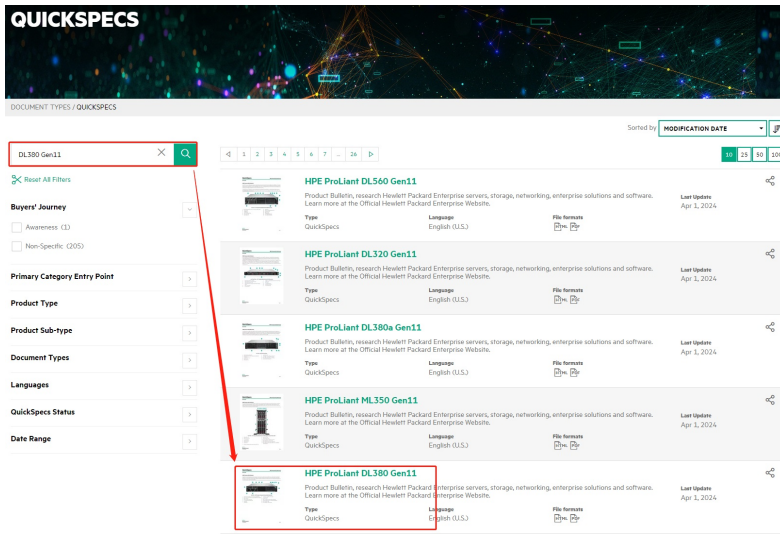 QUICKSPECS
DOCUMENT TYPES / QUICKSPECS
Sorted by MODIFICATION DATE
DL380 Gen11
1 2 3 4 5 6 7 ... 26
10 25 50 100
Reset All Filters
Buyers' Journey
Awareness (1)
Non-Specific (205)
Primary Category Entry Point
Product Type
Product Sub-type
Document Types
Languages
QuickSpecs Status
Date Range
HPE ProLiant DL560 Gen11
Product Bulletin, research Hewlett Packard Enterprise servers, storage, networking, enterprise solutions and software.
Learn more at the Official Hewlett Packard Enterprise Website.
Last Update
Apr 1, 2024
Type Language File formats
QuickSpecs English (U.S.)
HPE ProLiant DL320 Gen11
Product Bulletin, research Hewlett Packard Enterprise servers, storage, networking, enterprise solutions and software.
Learn more at the Official Hewlett Packard Enterprise Website.
Last Update
Apr 1, 2024
Type Language File formats
QuickSpecs English (U.S.)
HPE ProLiant DL380a Gen11
Product Bulletin, research Hewlett Packard Enterprise servers, storage, networking, enterprise solutions and software.
Learn more at the Official Hewlett Packard Enterprise Website.
Last Update
Apr 1, 2024
Type Language File formats
QuickSpecs English (U.S.)
HPE ProLiant ML350 Gen11
Product Bulletin, research Hewlett Packard Enterprise servers, storage, networking, enterprise solutions and software.
Learn more at the Official Hewlett Packard Enterprise Website.
Last Update
Apr 1, 2024
Type Language File formats
QuickSpecs English (U.S.)
HPE ProLiant DL380 Gen11
Product Bulletin, research Hewlett Packard Enterprise servers, storage, networking, enterprise solutions and software.
Learn more at the Official Hewlett Packard Enterprise Website.
Last Update
Apr 1, 2024
Type Language File formats
QuickSpecs English (U.S.)